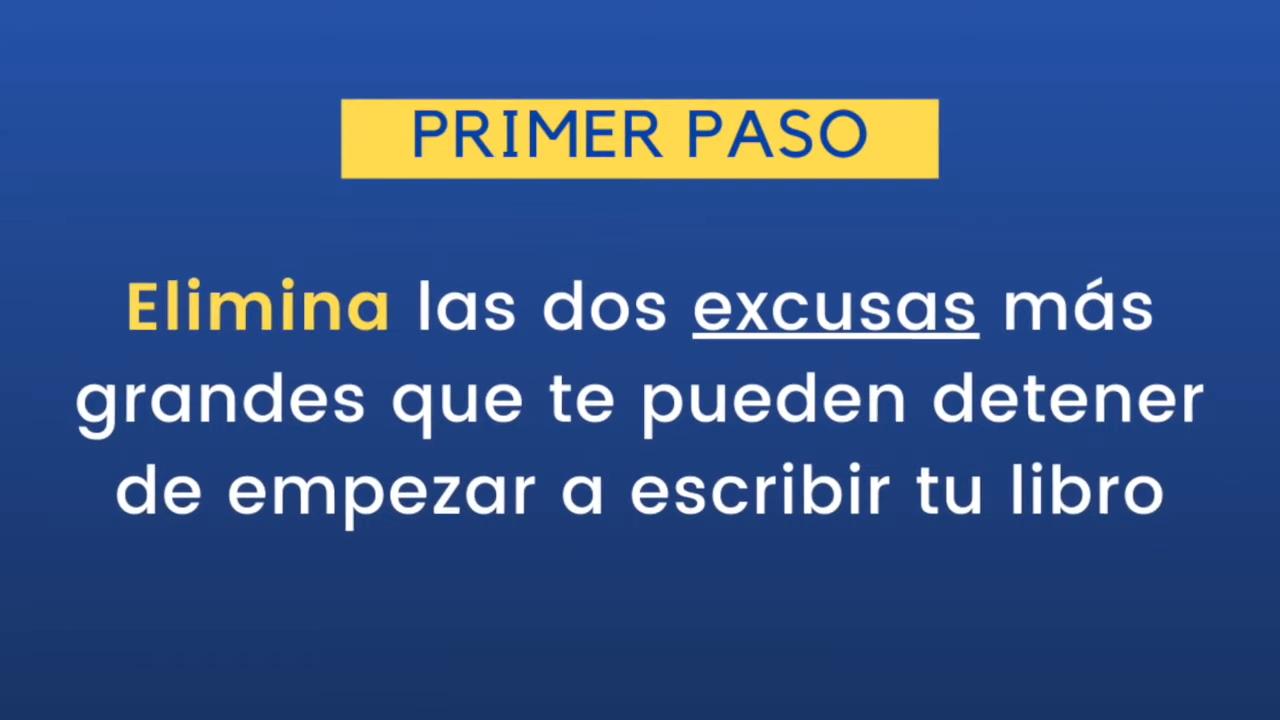 PRIMER PASO
Elimina las dos excusas más
grandes que te pueden detener
de empezar a escribir tu libro